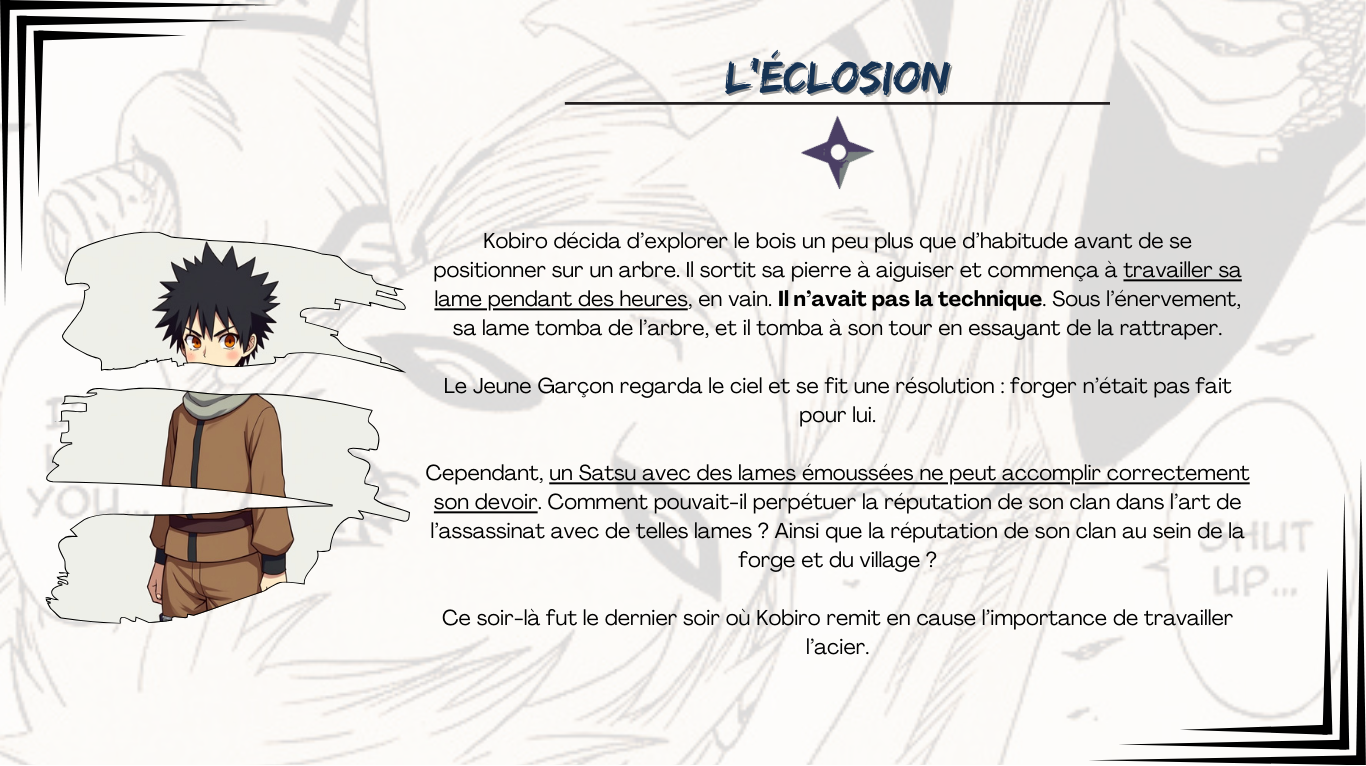 L'ÉCLOSION
Kobiro décida d’explorer le bois un peu plus que d’habitude avant de se
positionner sur un arbre. Il sortit sa pierre à aiguiser et commença à travailler sa
lame pendant des heures, en vain. Il n’avait pas la technique. Sous l’énervement,
sa lame tomba de l’arbre, et il tomba à son tour en essayant de la rattraper.
Le Jeune Garçon regarda le ciel et se fit une résolution : forger n’était pas fait
pour lui.
Cependant, un Satsu avec des lames émoussées ne peut accomplir correctement
son devoir. Comment pouvait-il perpétuer la réputation de son clan dans l’art de
l’assassinat avec de telles lames ? Ainsi que la réputation de son clan au sein de la
forge et du village ?
Ce soir-là fut le dernier soir où Kobiro remit en cause l’importance de travailler
l’acier.
YOU...
SHUT
UP...